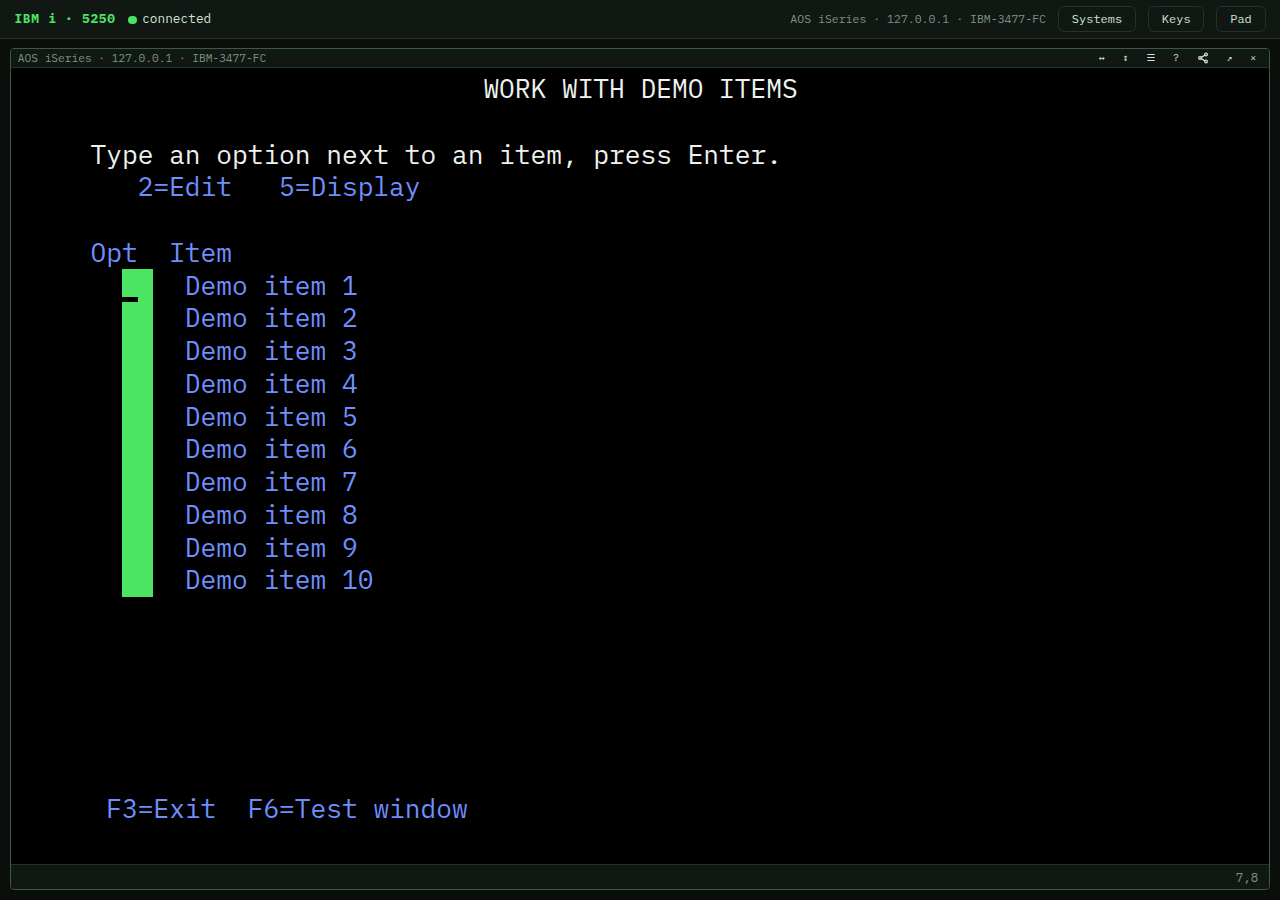 IBM i · 5250 connected AOS iSeries · 127.0.0.1 · IBM-3477-FC Systems Keys Pad
AOS iSeries · 127.0.0.1 · IBM-3477-FC ↔ ↕ ☰ ? ↗ ×
WORK WITH DEMO ITEMS
Type an option next to an item, press Enter.
2=Edit 5=Display
Opt Item
Demo item 1
Demo item 2
Demo item 3
Demo item 4
Demo item 5
Demo item 6
Demo item 7
Demo item 8
Demo item 9
Demo item 10
F3=Exit F6=Test window
7,8